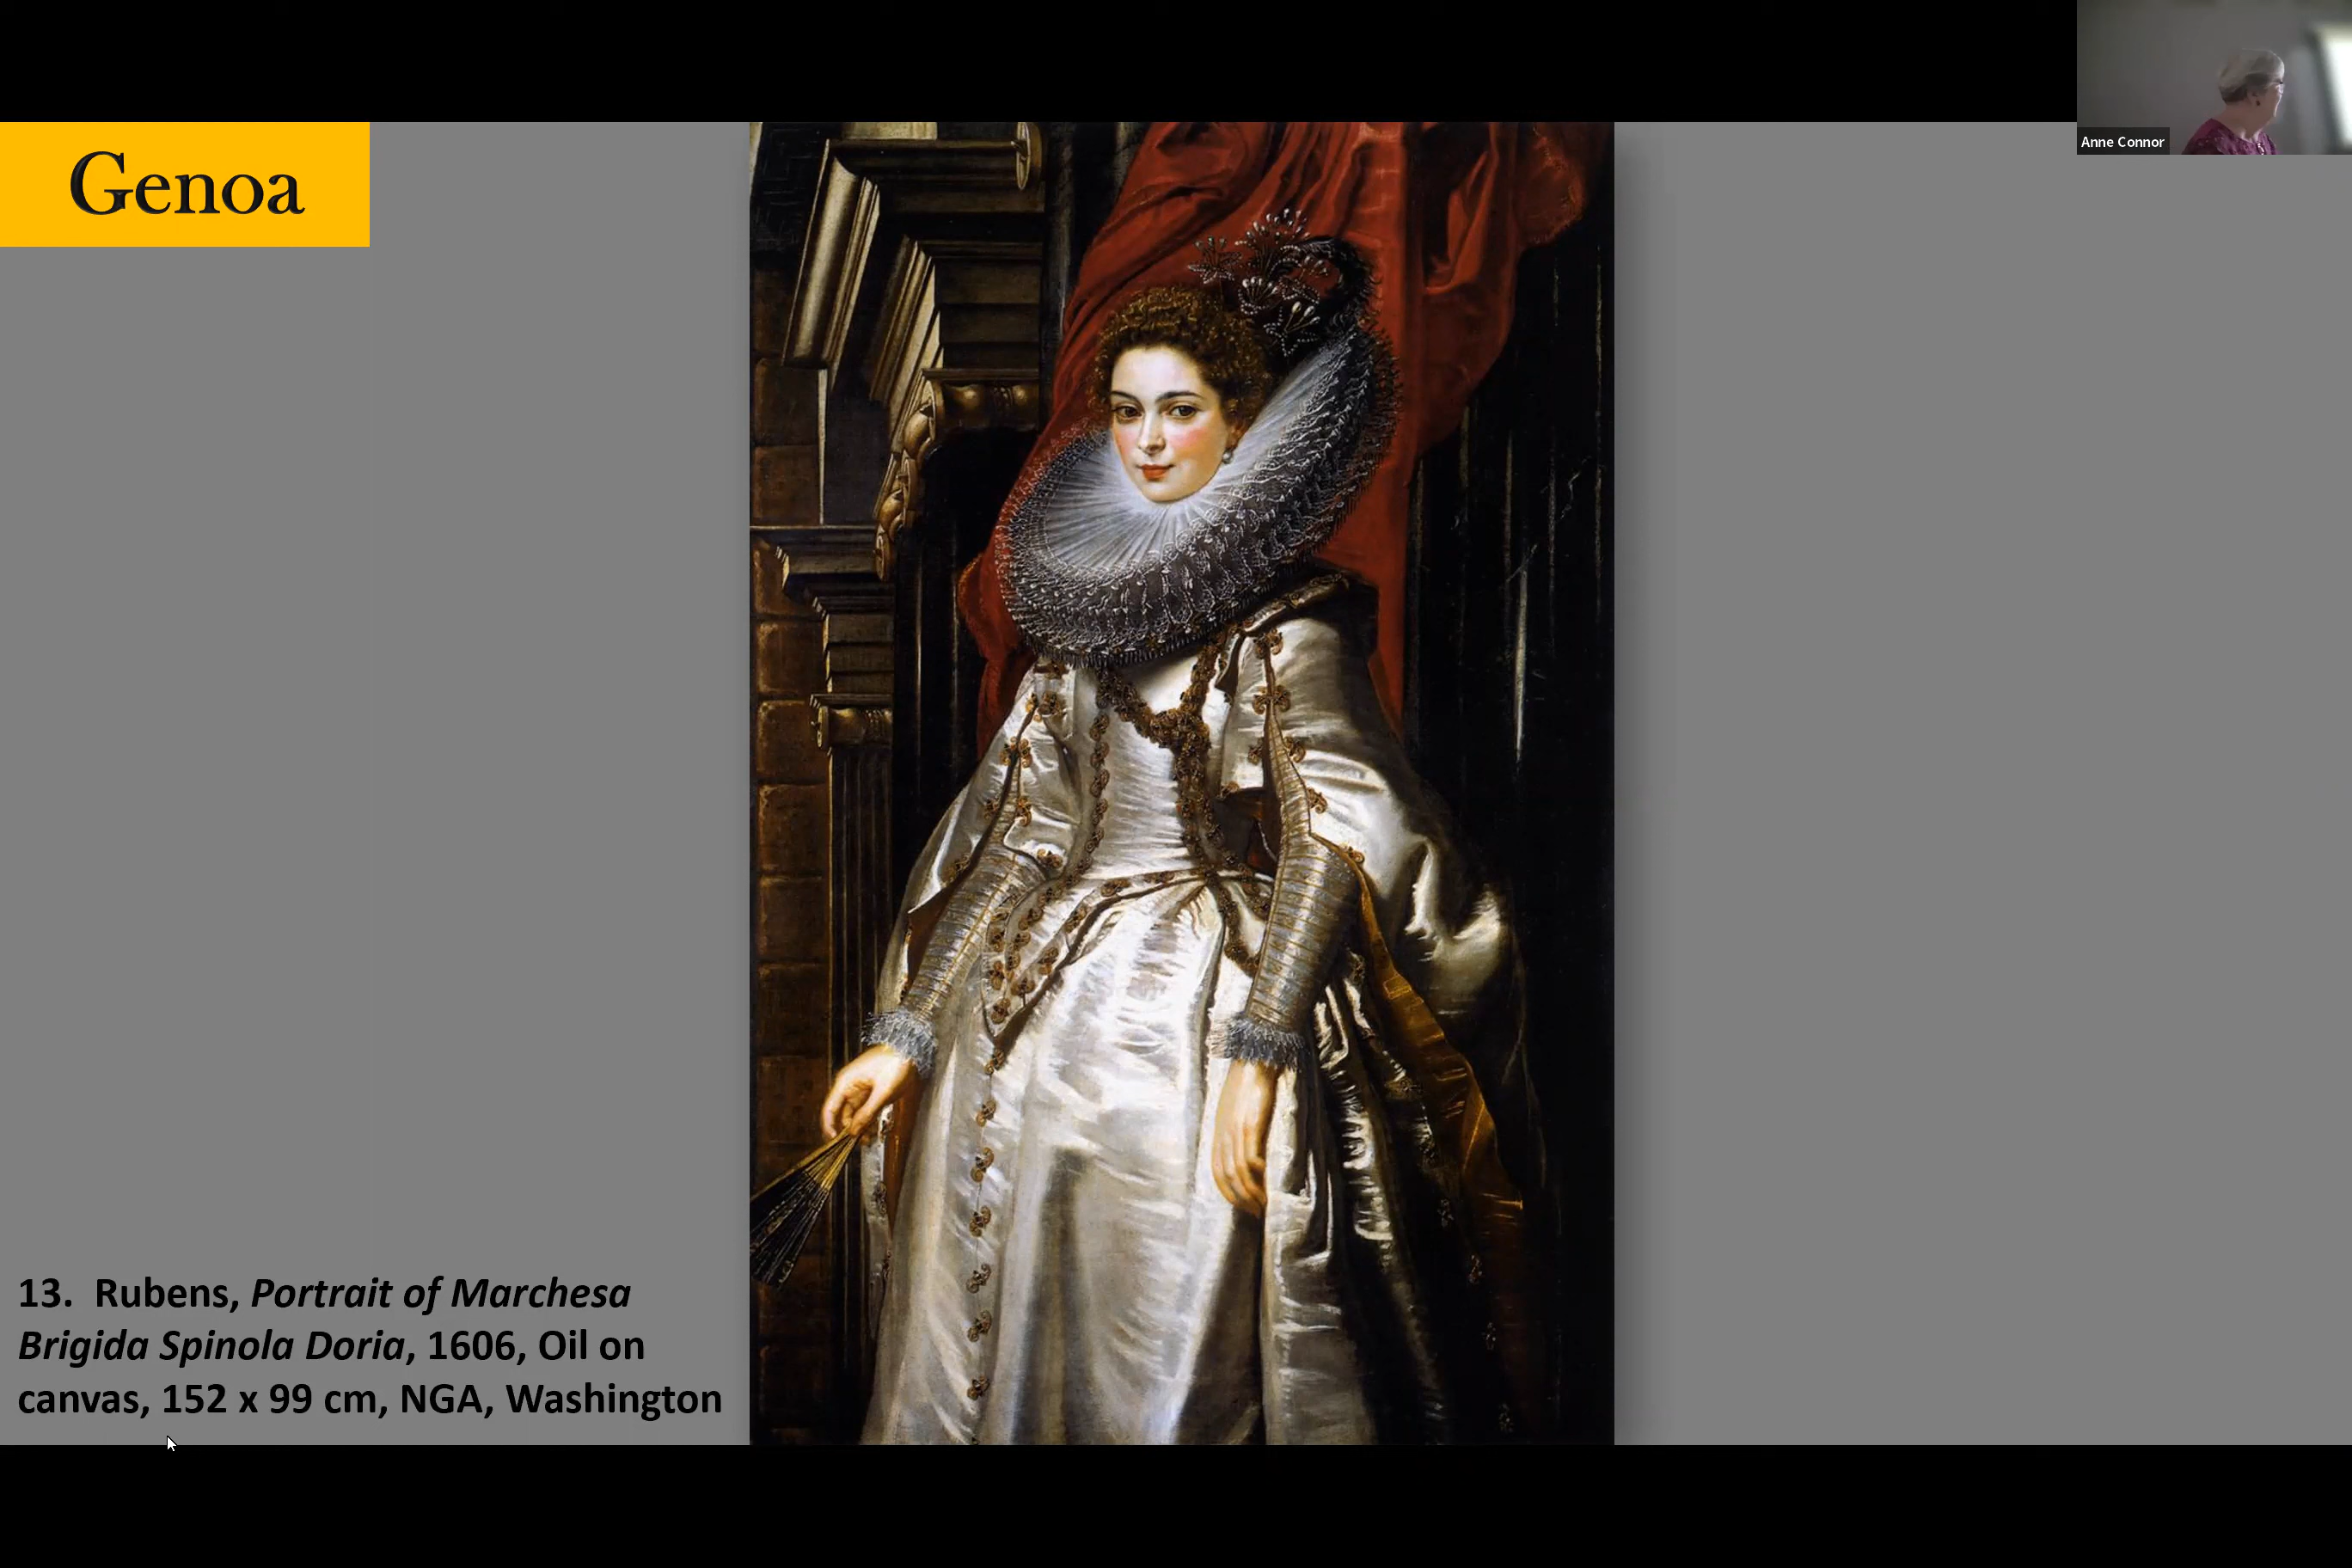 Genoa
Anne Connor
13. Rubens, Portrait of Marchesa
Brigida Spinola Doria, 1606, Oil on
canvas, 152 x 99 cm, NGA, Washington